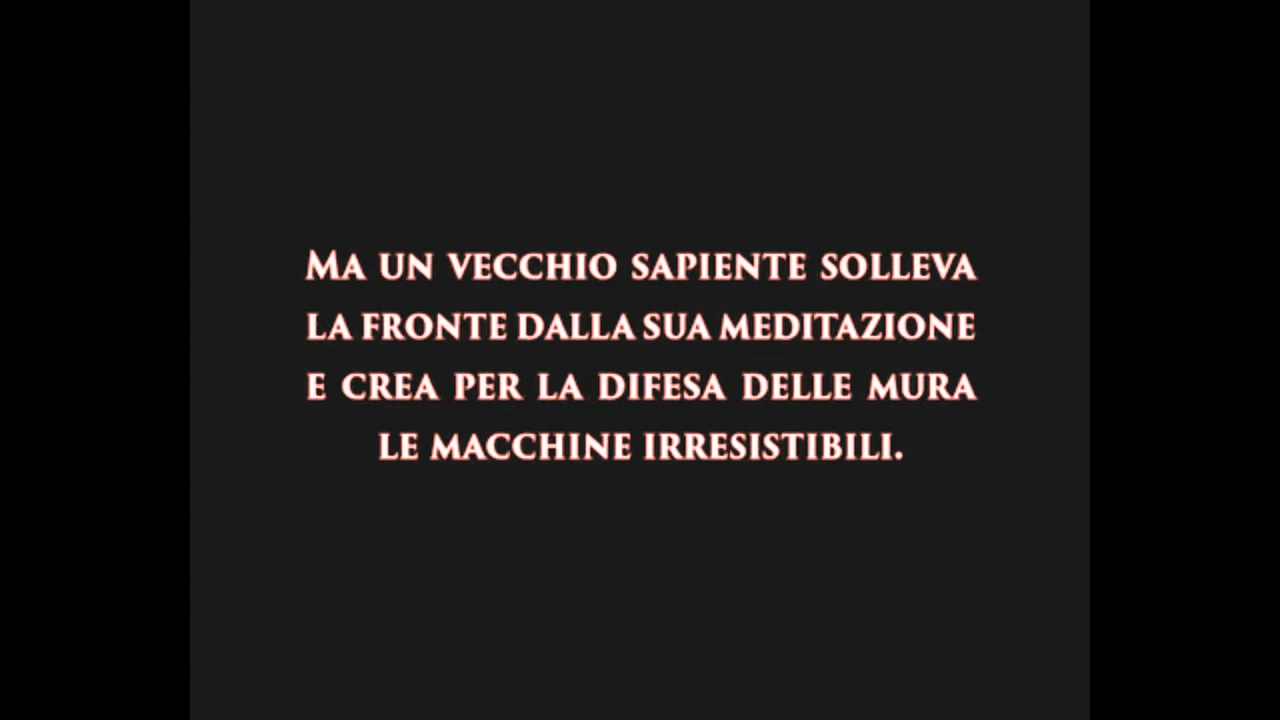 Ma un vecchio sapiente solleva
la fronte dalla sua meditazione
e crea per la difesa delle mura
le macchine irresistibili.